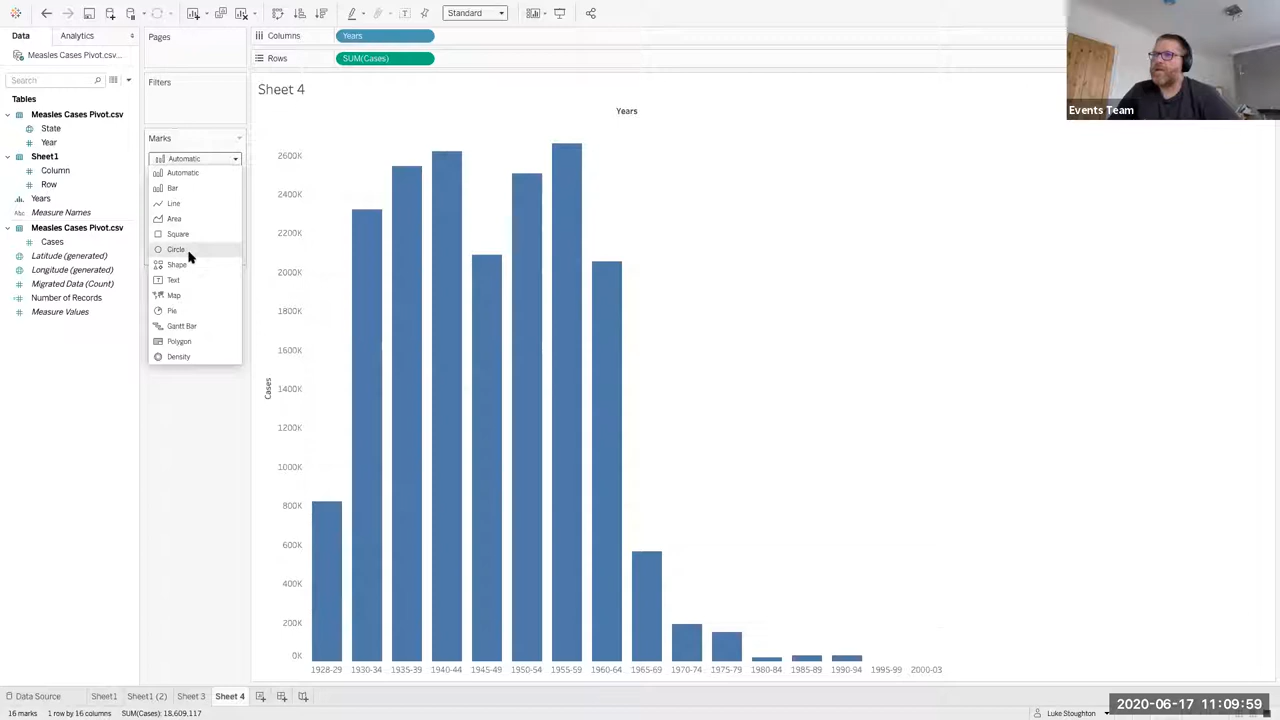 Standard
Data
Analytics
Measles Cases Pivot.csv...
Search
Tables
Measles Cases Pivot.csv
State
Year
Sheet1
Column
Row
Years
Abc
Measure Names
Measles Cases Pivot.csv
Cases
Latitude (generated)
Longitude (generated)
Migrated Data (Count)
Number of Records
Measure Values
Pages
Filters
Marks
Automatic
Automatic
Bar
Line
Area
Square
Circle
Shape
Text
Map
Pie
Gantt Bar
Polygon
Density
Columns
Years
Rows
SUM(Cases)
Sheet 4
Years
Cases
2600K
2400K
2200K
2000K
1800K
1600K
1400K
1200K
1000K
800K
600K
400K
200K
0K
1928-29 1930-34 1935-39 1940-44 1945-49 1950-54 1955-59 1960-64 1965-69 1970-74 1975-79 1980-84 1985-89 1990-94 1995-99 2000-03
Events Team
Data Source Sheet1 Sheet1 (2) Sheet 3 Sheet 4
16 marks 1 row by 16 columns SUM(Cases): 18,609,117
Luke Stoughton
2020-06-17 11:09:59